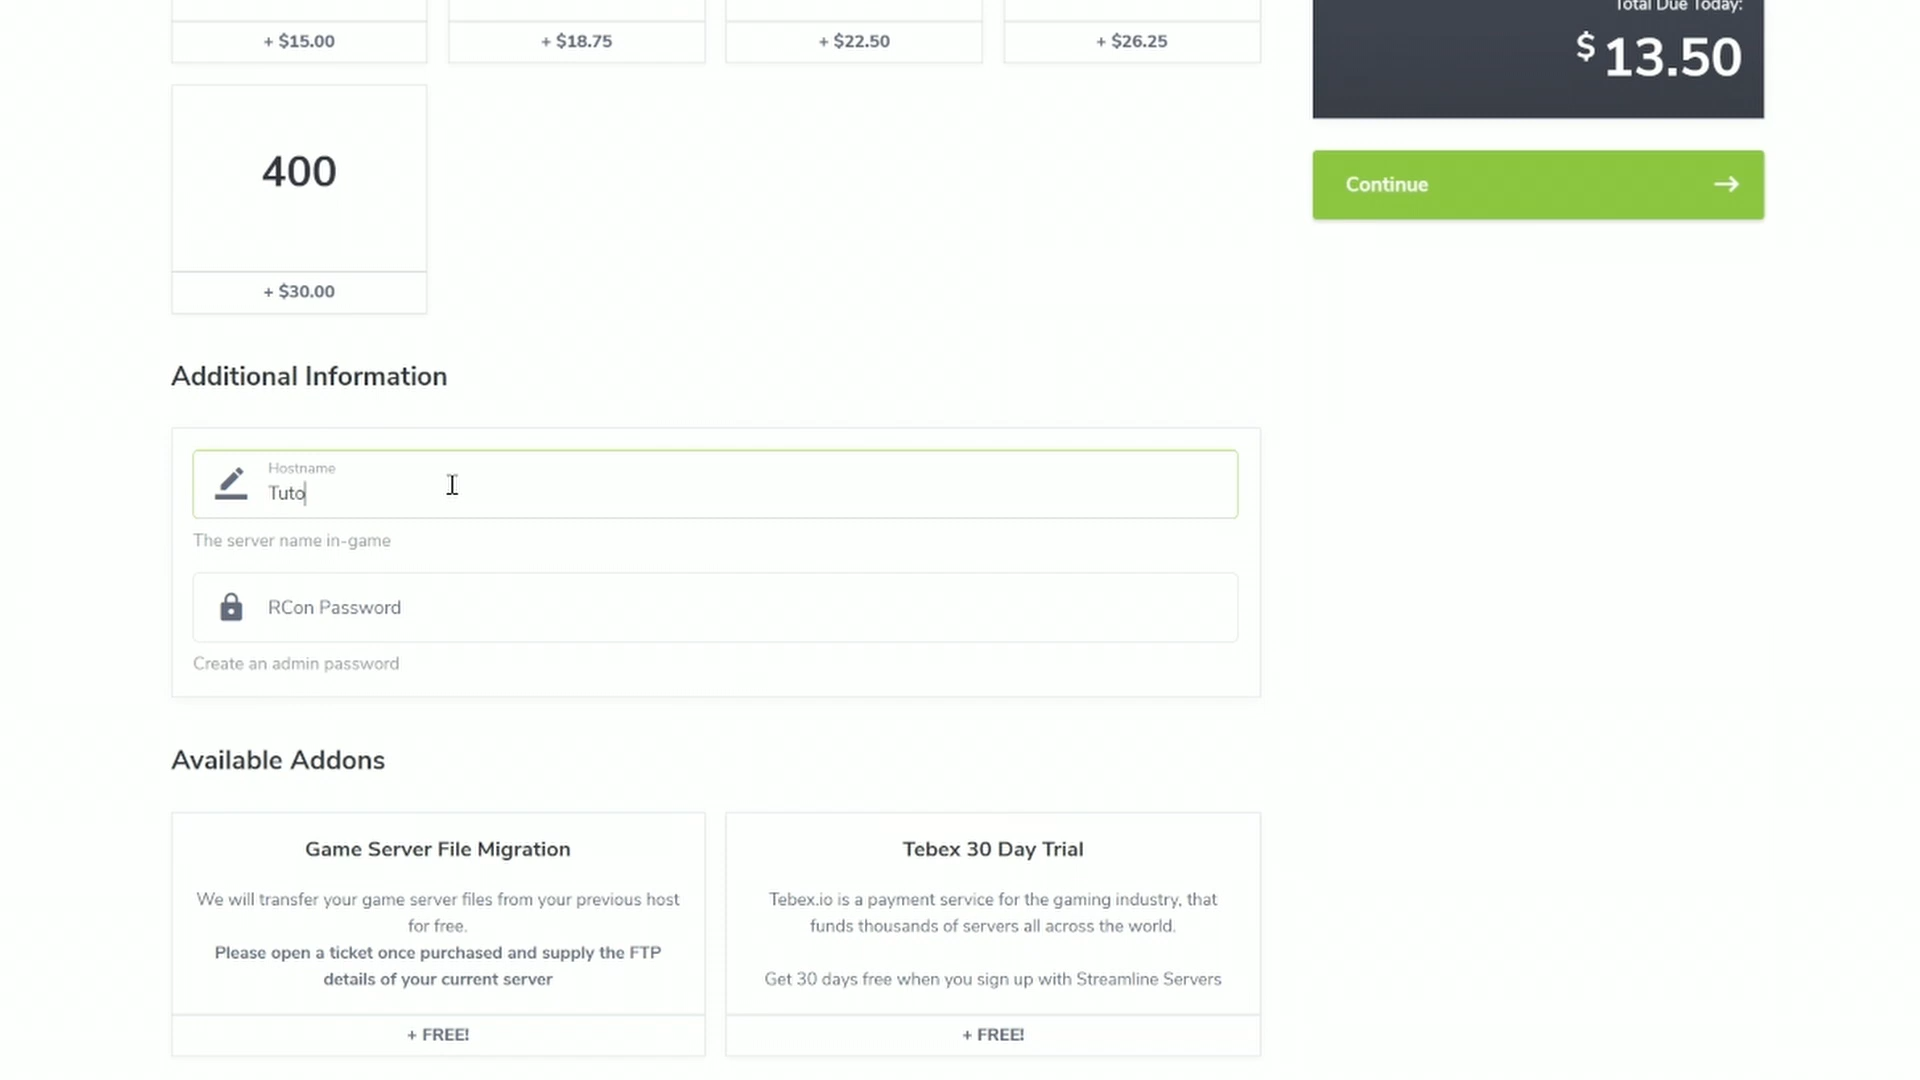 Total Due Today:
+ $15.00
+ $18.75
+ $22.50
+ $26.25
$ 13.50
400
Continue
+ $30.00
Additional Information
Hostname
Tuto
The server name in-game
RCon Password
Create an admin password
Available Addons
Game Server File Migration
We will transfer your game server files from your previous host
for free.
Please open a ticket once purchased and supply the FTP
details of your current server
+ FREE!
Tebex 30 Day Trial
Tebex.io is a payment service for the gaming industry, that
funds thousands of servers all across the world.
Get 30 days free when you sign up with Streamline Servers
+ FREE!